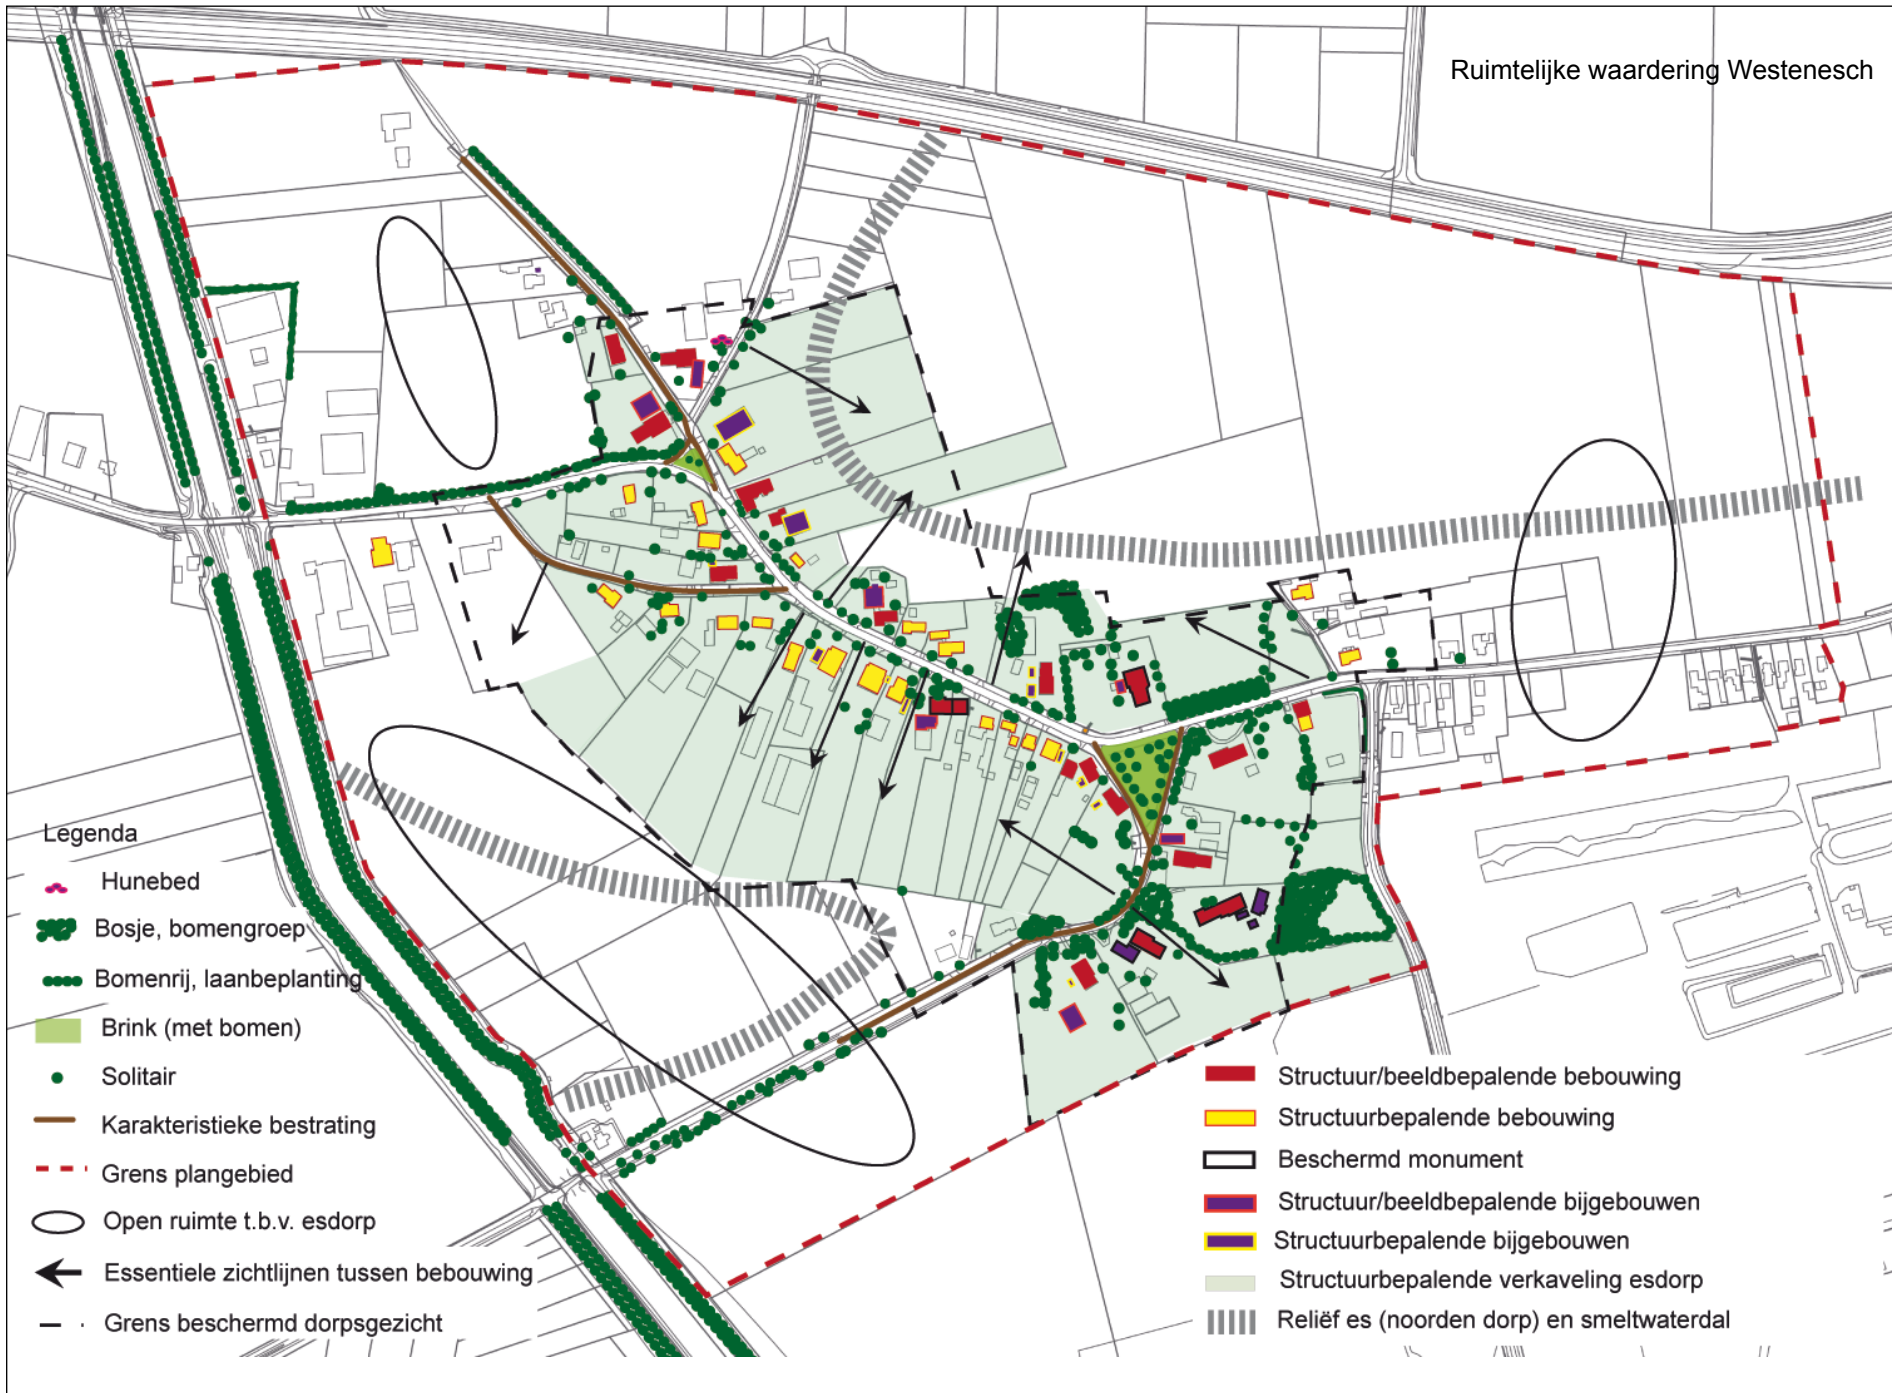 Ruimtelijke waardering Westenesch
Legenda
Hunebed
Bosje, bomengroep
Bomenrij, laanbeplanting
Brink (met bomen)
Solitair
Karakteristieke bestrating
Grens plangebied
Open ruimte t.b.v. esdorp
Essentiele zichtlijnen tussen bebouwing
Grens beschermd dorpsgezicht
Structuur/beeldbepalende bebouwing
Structuurbepalende bebouwing
Beschermd monument
Structuur/beeldbepalende bijgebouwen
Structuurbepalende bijgebouwen
Structuurbepalende verkaveling esdorp
Reliëf es (noorden dorp) en smeltwaterdal